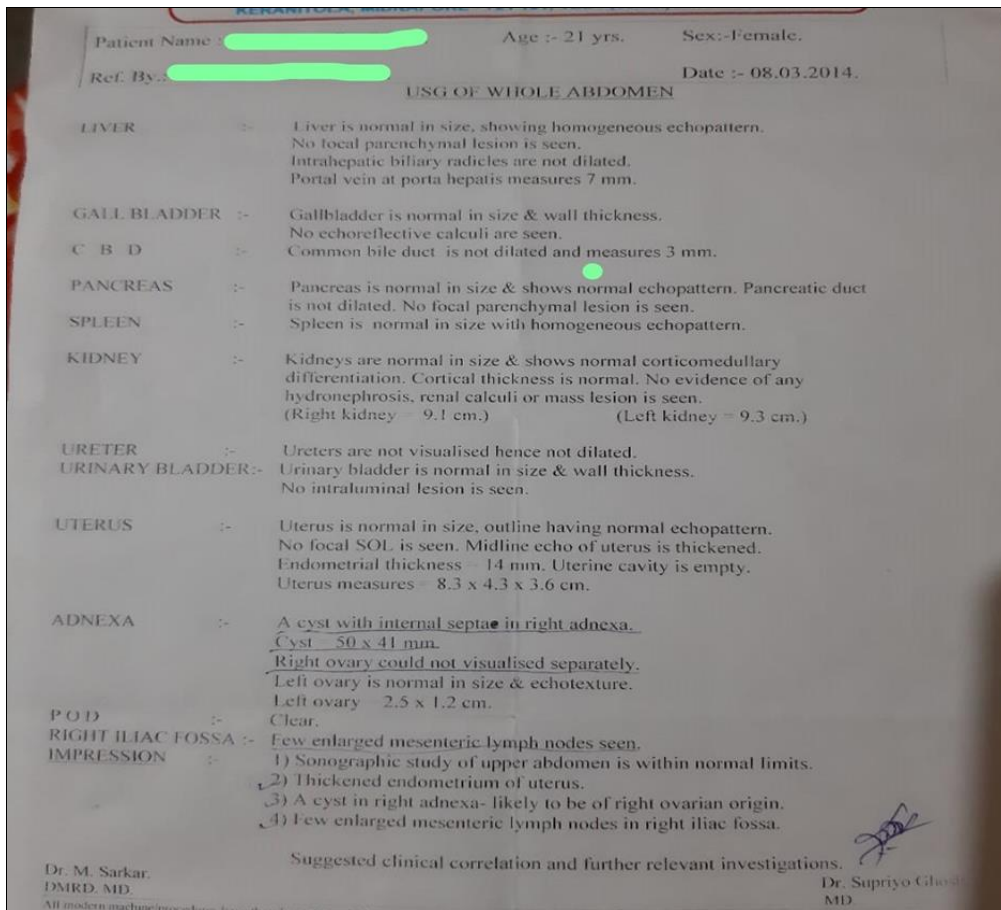 Patient Name :
Age :- 21 yrs. Sex:-Female.
Ref. By.:
Date :- 08.03.2014.
USG OF WHOLE ABDOMEN
LIVER :- Liver is normal in size, showing homogeneous echopattern.
No focal parenchymal lesion is seen.
Intrahepatic biliary radicles are not dilated.
Portal vein at porta hepatis measures 7 mm.
GALL BLADDER :- Gallbladder is normal in size & wall thickness.
No echoreflective calculi are seen.
C B D :- Common bile duct is not dilated and measures 3 mm.
PANCREAS :- Pancreas is normal in size & shows normal echopattern. Pancreatic duct
is not dilated. No focal parenchymal lesion is seen.
SPLEEN :- Spleen is normal in size with homogeneous echopattern.
KIDNEY :- Kidneys are normal in size & shows normal corticomedullary
differentiation. Cortical thickness is normal. No evidence of any
hydronephrosis, renal calculi or mass lesion is seen.
(Right kidney = 9.1 cm.) (Left kidney = 9.3 cm.)
URETER :- Ureters are not visualised hence not dilated.
URINARY BLADDER:- Urinary bladder is normal in size & wall thickness.
No intraluminal lesion is seen.
UTERUS :- Uterus is normal in size, outline having normal echopattern.
No focal SOL is seen. Midline echo of uterus is thickened.
Endometrial thickness = 14 mm. Uterine cavity is empty.
Uterus measures = 8.3 x 4.3 x 3.6 cm.
ADNEXA :- A cyst with internal septae in right adnexa.
Cyst = 50 x 41 mm.
Right ovary could not visualised separately.
Left ovary is normal in size & echotexture.
Left ovary = 2.5 x 1.2 cm.
P O D :- Clear.
RIGHT ILIAC FOSSA :- Few enlarged mesenteric lymph nodes seen.
IMPRESSION :- 1) Sonographic study of upper abdomen is within normal limits.
2) Thickened endometrium of uterus.
3) A cyst in right adnexa- likely to be of right ovarian origin.
4) Few enlarged mesenteric lymph nodes in right iliac fossa.
Suggested clinical correlation and further relevant investigations.
Dr. M. Sarkar.
DMRD. MD.
Dr. Supriyo
MD
All modern